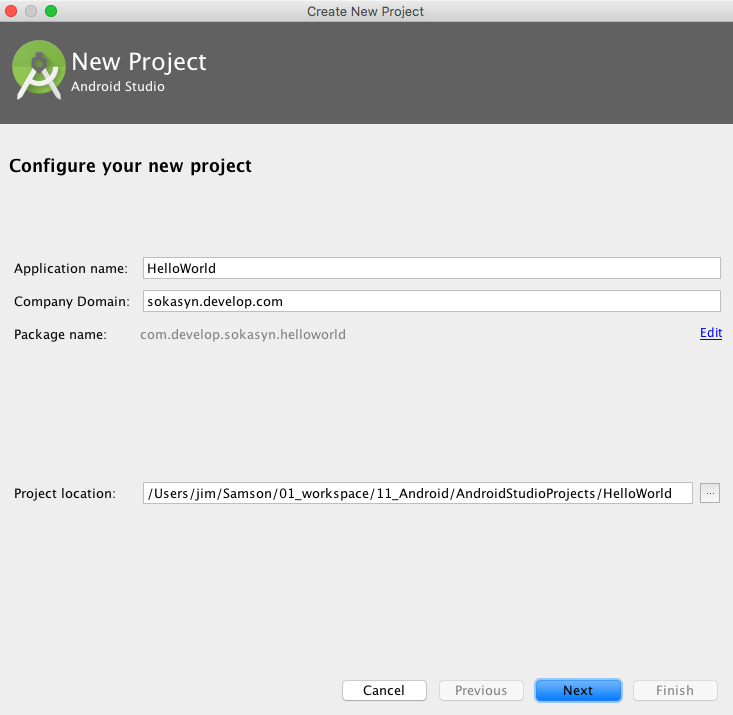 Create New Project
New Project
Android Studio
Configure your new project
Application name: HelloWorld
Company Domain: sokasyn.develop.com
Package name: com.develop.sokasyn.helloworld Edit
Project location: /Users/jim/Samson/01_workspace/11_Android/AndroidStudioProjects/HelloWorld ...
Cancel Previous Next Finish